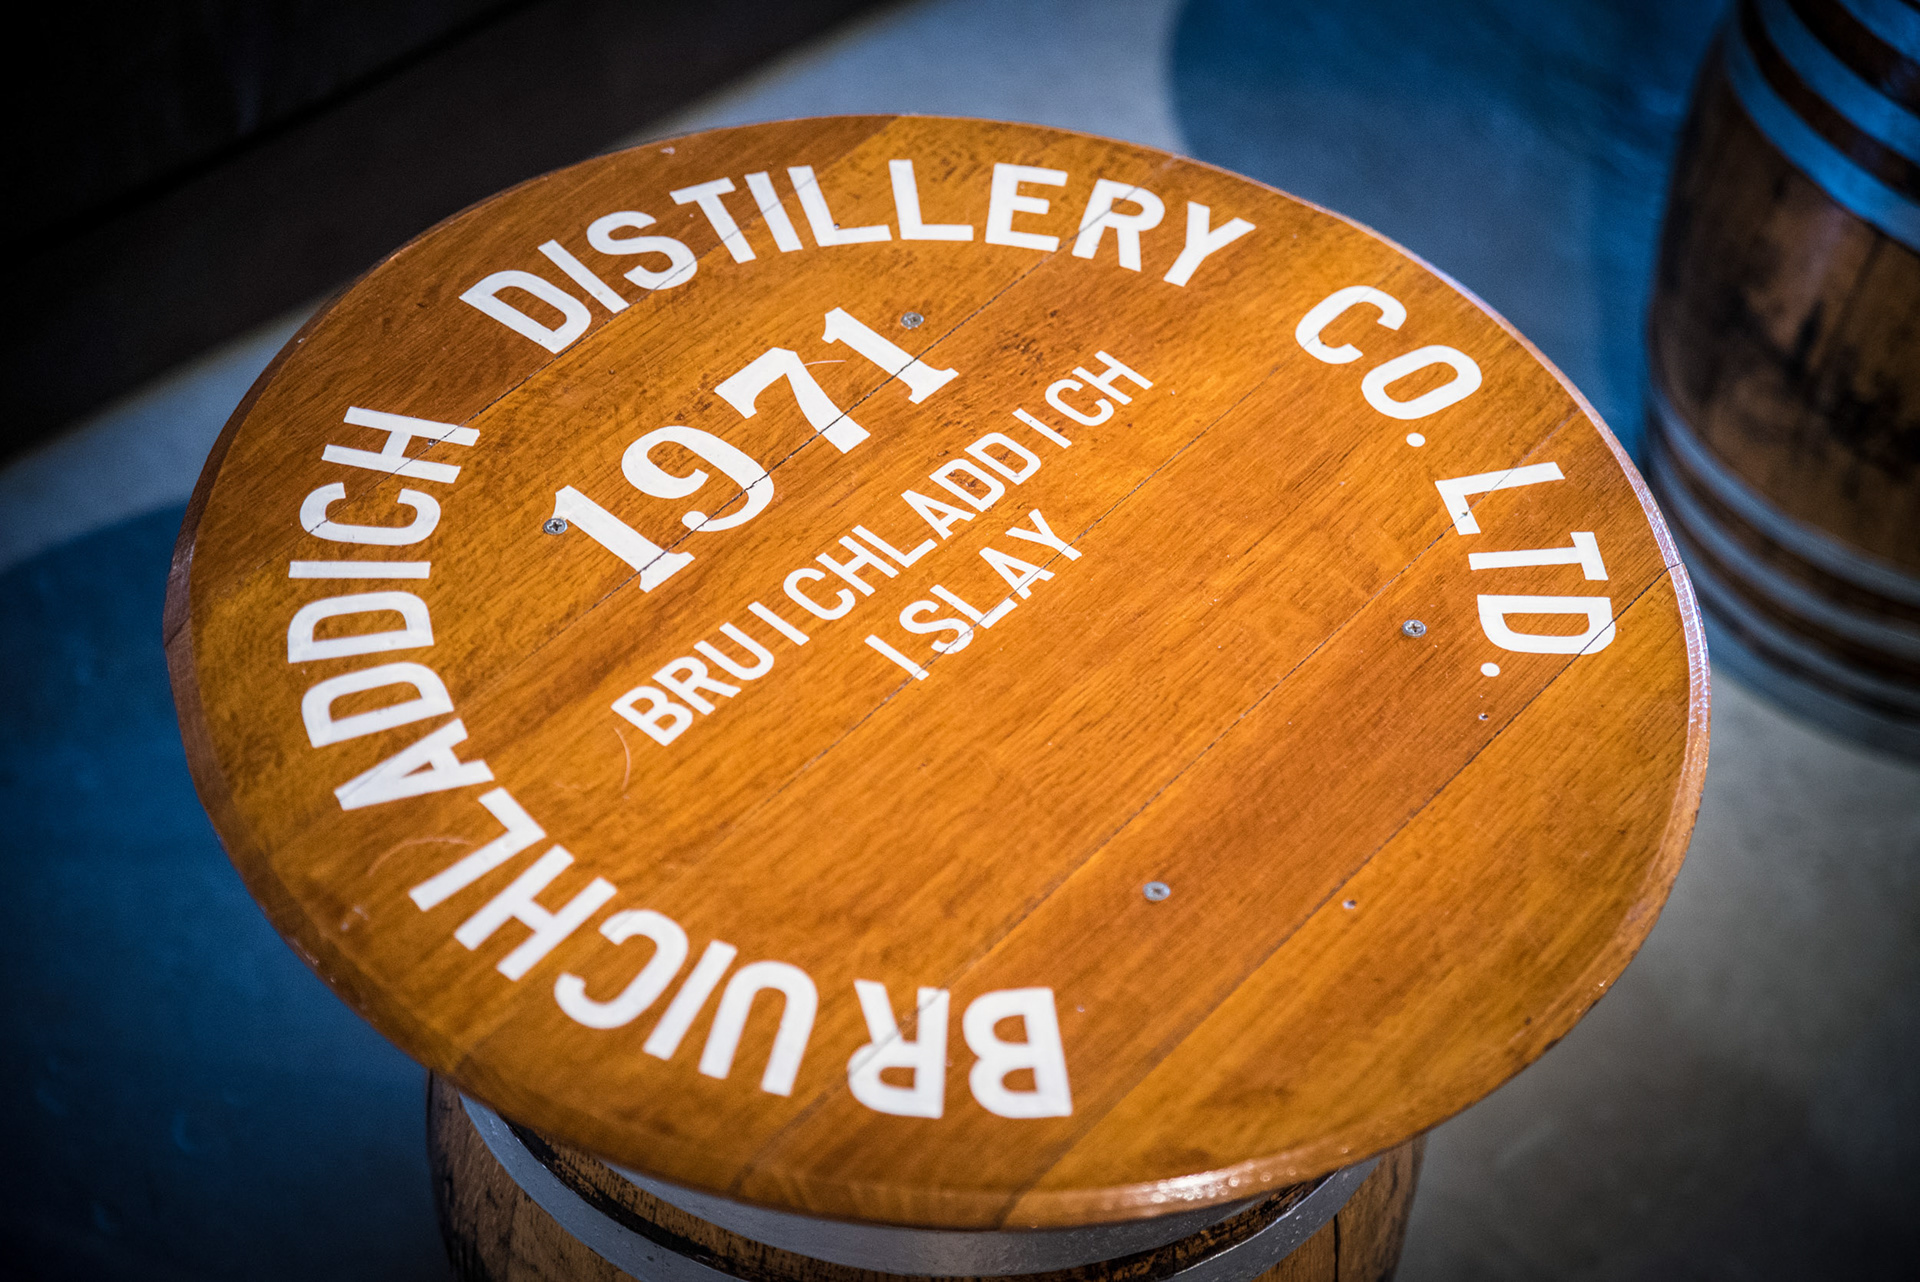 BRUICHLADDICH DISTILLERY CO. LTD.
1971
BRUICHLADDICH
ISLAY